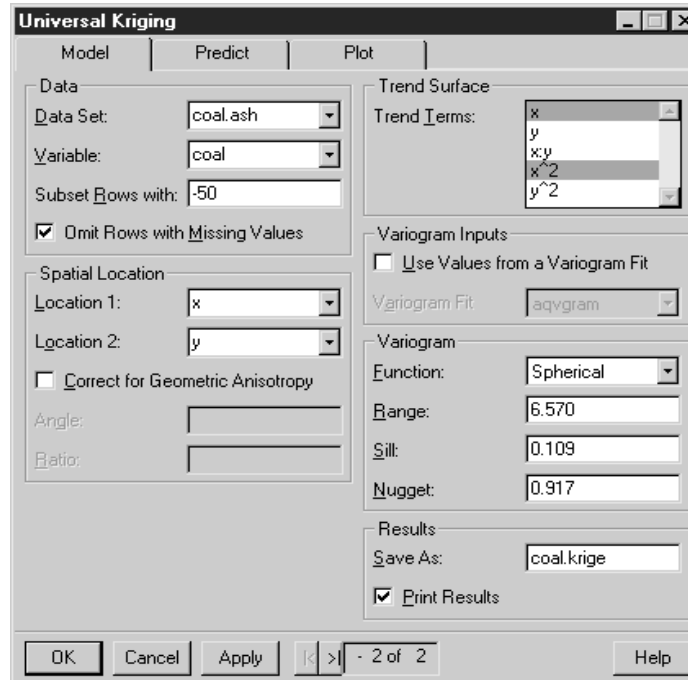 Universal Kriging
Model
Predict
Plot
Data
Data Set: coal.ash
Variable: coal
Subset Rows with: -50
Omit Rows with Missing Values
Spatial Location
Location 1: x
Location 2: y
Correct for Geometric Anisotropy
Angle:
Ratio:
Trend Surface
Trend Terms:
x
y
x:y
x^2
y^2
Variogram Inputs
Use Values from a Variogram Fit
Variogram Fit aqvgram
Variogram
Function: Spherical
Range: 6.570
Sill: 0.109
Nugget: 0.917
Results
Save As: coal.krige
Print Results
OK
Cancel
Apply
|< >| - 2 of 2
Help